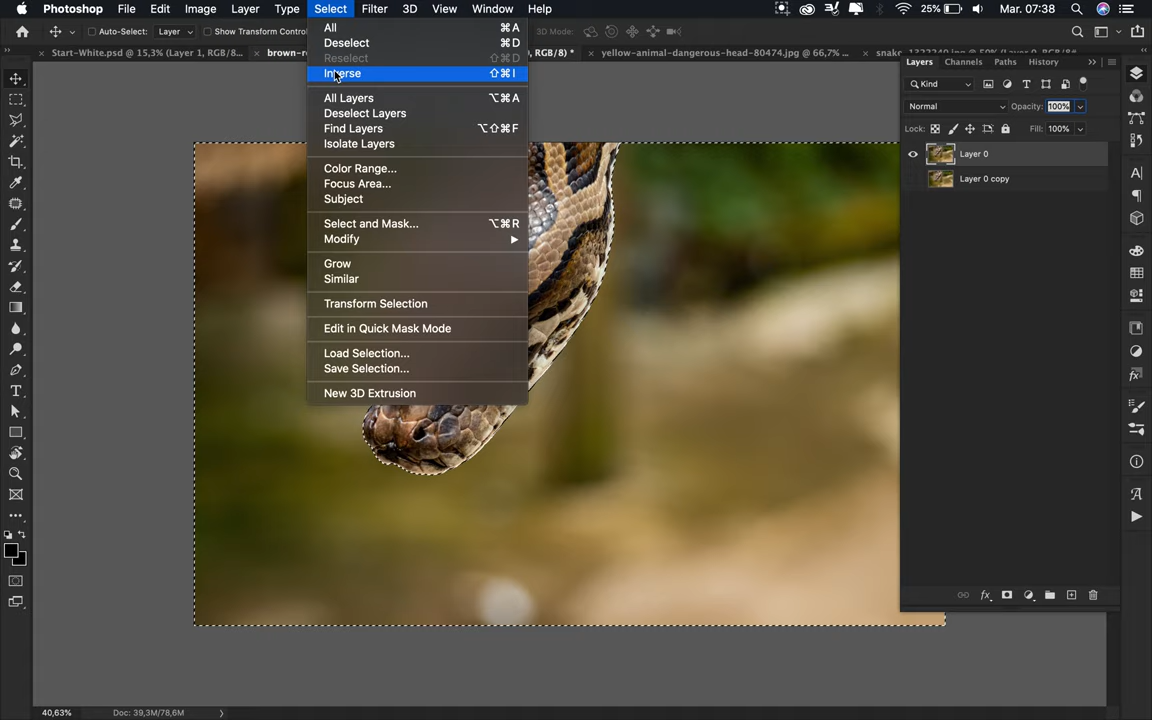 Photoshop File Edit Image Layer Type Select Filter 3D View Window Help 25% Mar. 07:38
Auto-Select: Layer Show Transform Contro 3D Mode:
Start-White.psd @ 15,3% (Layer 1, RGB/8... brown-r 0, RGB/8) * yellow-animal-dangerous-head-80474.jpg @ 66,7% ...
All ⌘A
Deselect ⌘D
Reselect ⇧⌘D
Inverse ⇧⌘I
All Layers ⌥⌘A
Deselect Layers
Find Layers ⌥⇧⌘F
Isolate Layers
Color Range...
Focus Area...
Subject
Select and Mask... ⌥⌘R
Modify
Grow
Similar
Transform Selection
Edit in Quick Mask Mode
Load Selection...
Save Selection...
New 3D Extrusion
Layers Channels Paths History
Kind
Normal Opacity: 100%
Lock: Fill: 100%
Layer 0
Layer 0 copy
40,63% Doc: 39,3M/78,6M